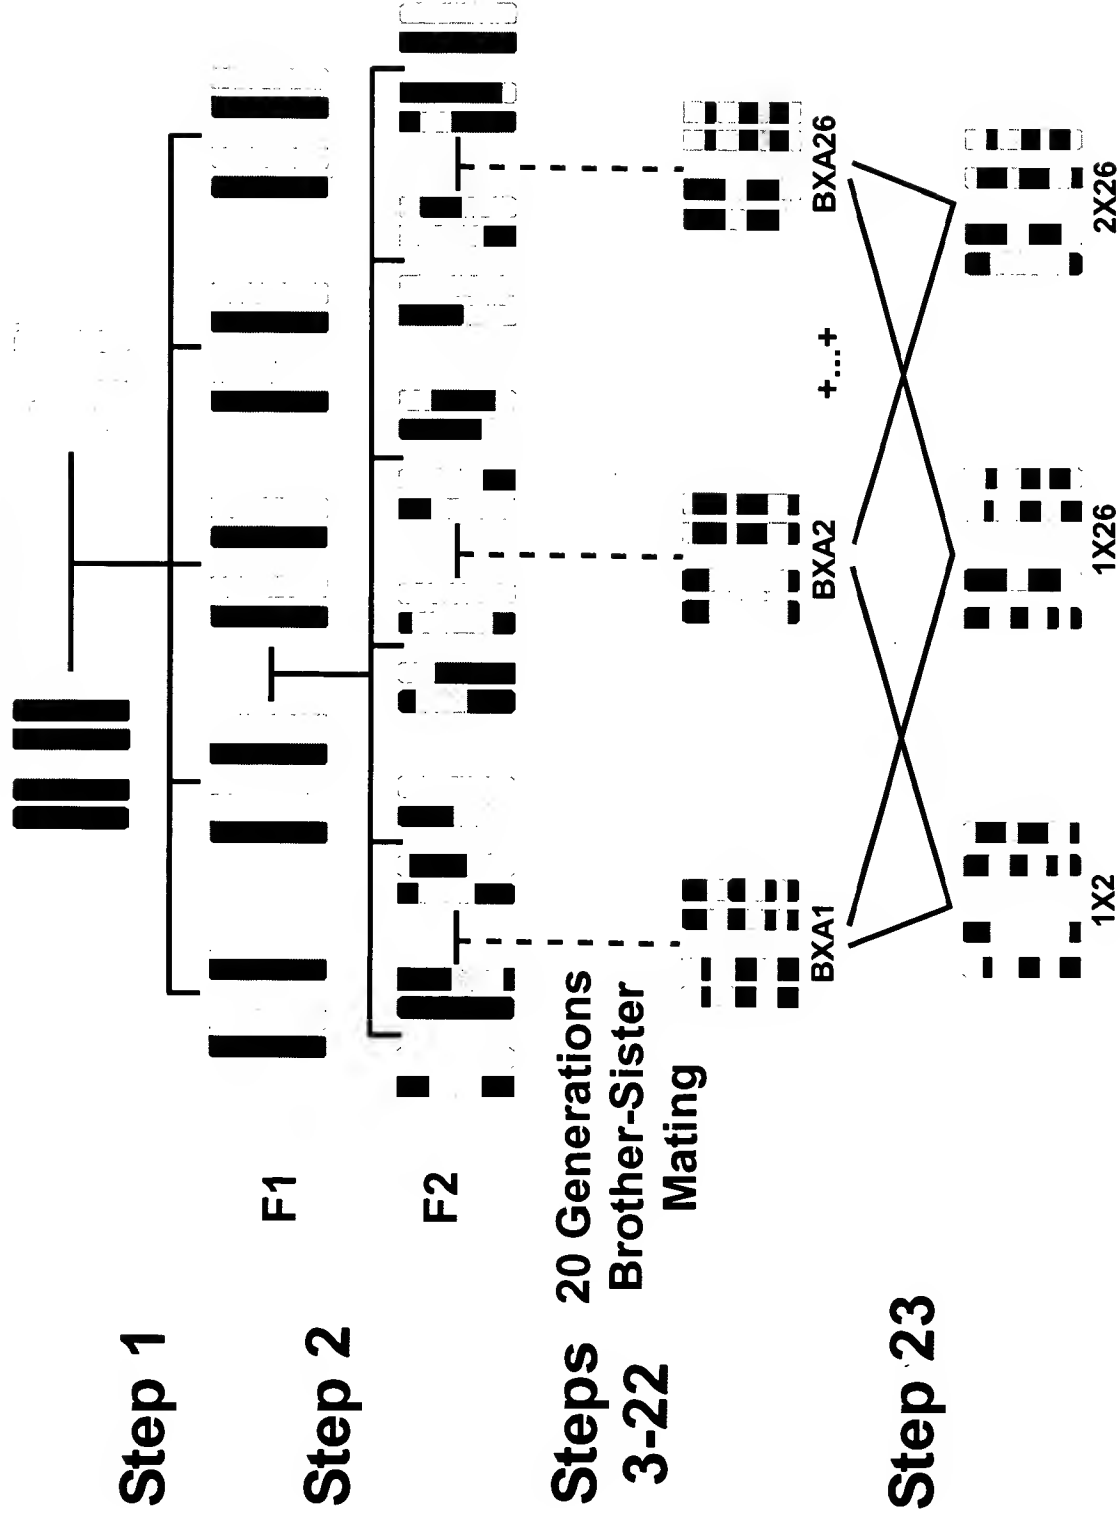 Step 1
F1
Step 2
F2
Steps
3-22
20 Generations
Brother-Sister
Mating
BXA1
BXA2
+...+
BXA26
Step 23
1X2
1X26
2X26